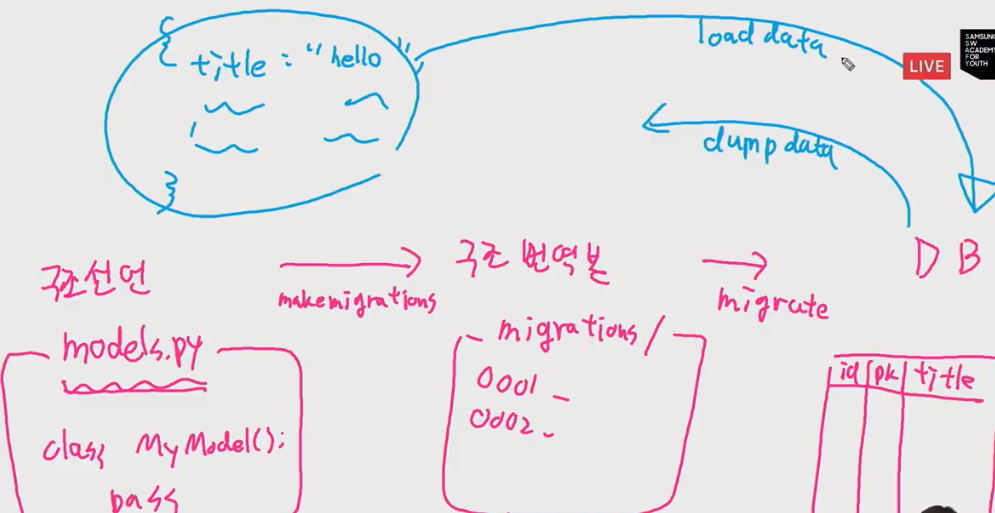 {
title : "hello"
}
load data
dump data
LIVE
SAMSUNG
SW
ACADEMY
FOR
YOUTH
구조선언
makemigrations
구조 번역본
migrate
DB
models.py
class MyModel():
pass
migrations/
0001_
0002_
id pk title